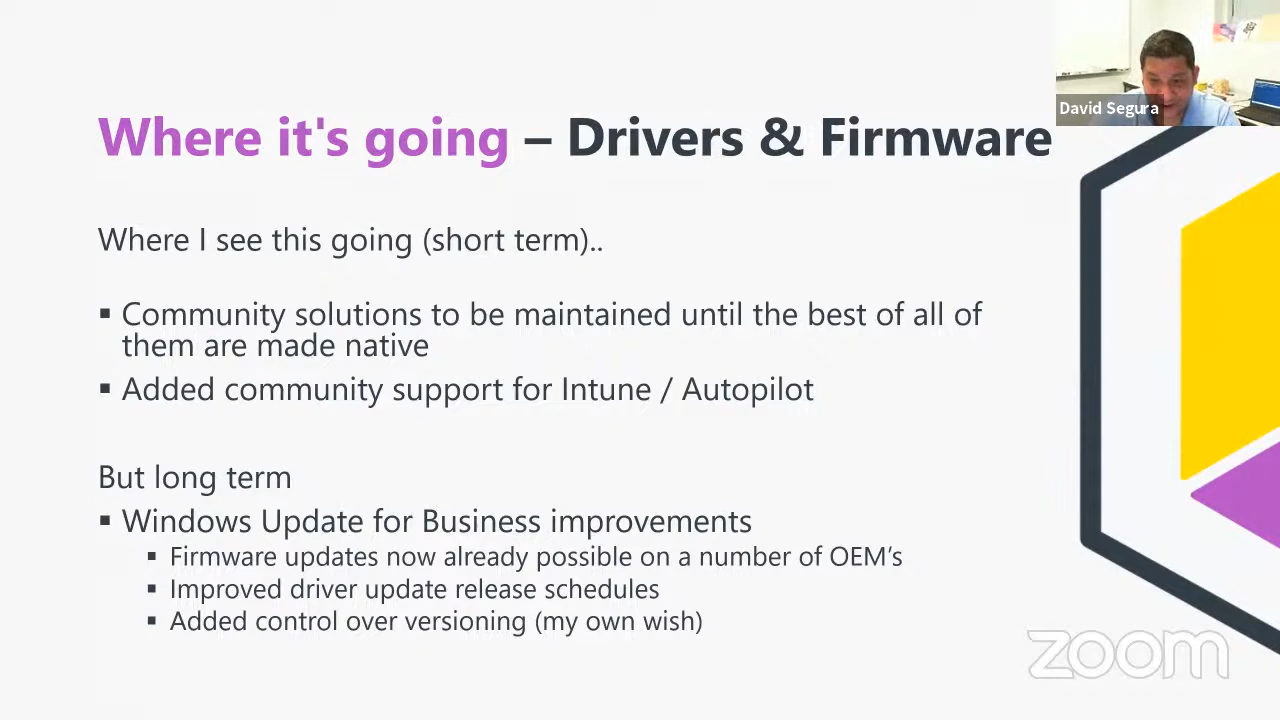 David Segura
Where it's going – Drivers & Firmware
Where I see this going (short term)..
▪ Community solutions to be maintained until the best of all of
them are made native
▪ Added community support for Intune / Autopilot
But long term
▪ Windows Update for Business improvements
▪ Firmware updates now already possible on a number of OEM’s
▪ Improved driver update release schedules
▪ Added control over versioning (my own wish)
zoom